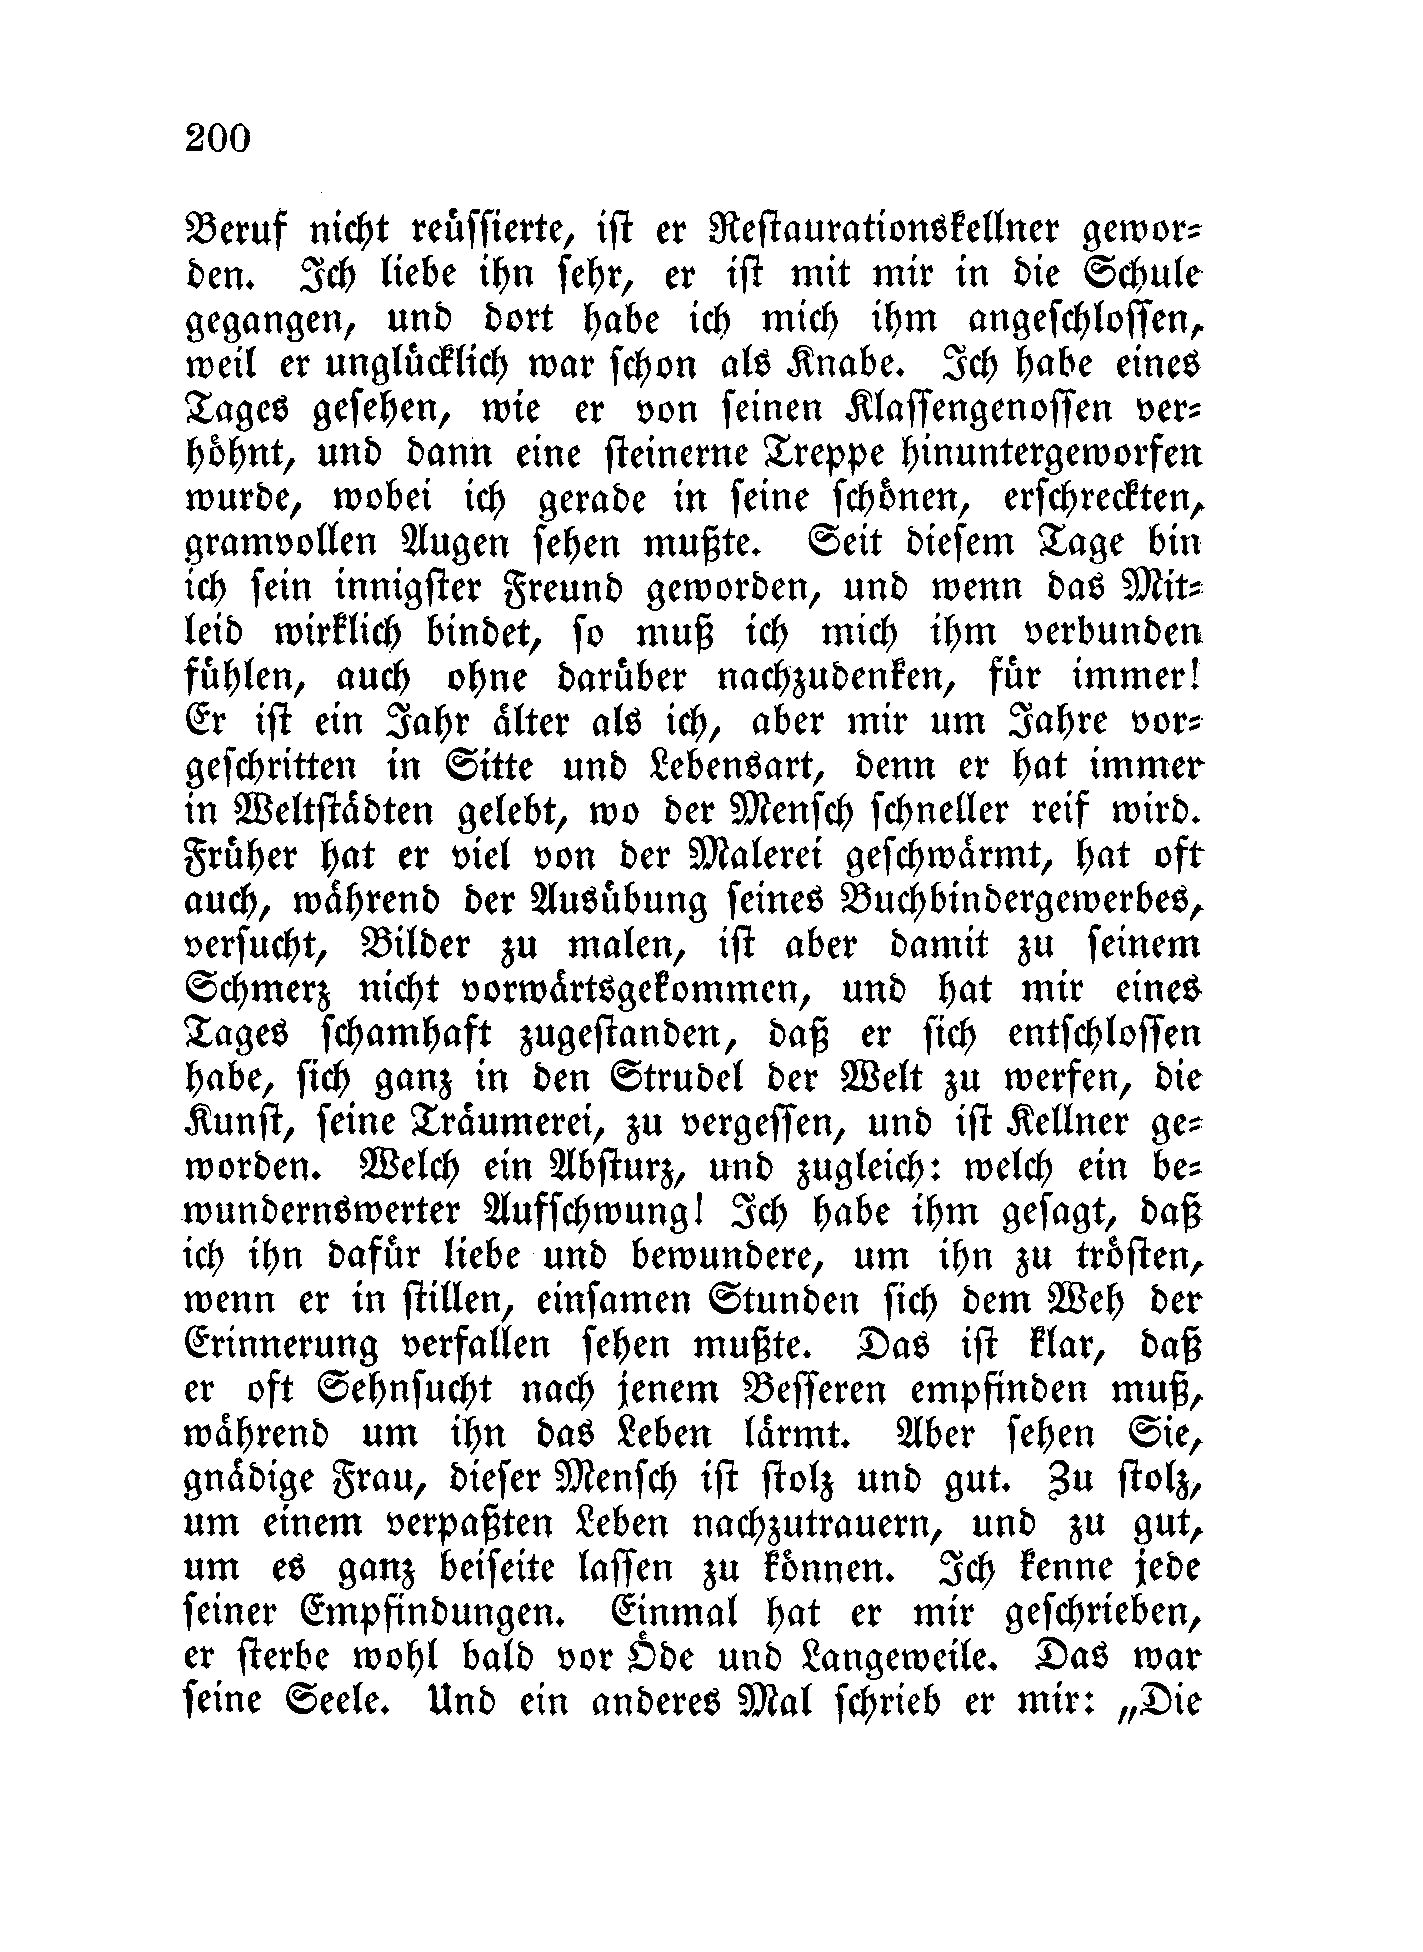 200
Beruf nicht reüssierte, ist er Restaurationskellner gewor-
den. Ich liebe ihn sehr, er ist mit mir in die Schule
gegangen, und dort habe ich mich ihm angeschlossen,
weil er unglücklich war schon als Knabe. Ich habe eines
Tages gesehen, wie er von seinen Klassengenossen ver-
höhnt, und dann eine steinerne Treppe hinuntergeworfen
wurde, wobei ich gerade in seine schönen, erschreckten,
gramvollen Augen sehen mußte. Seit diesem Tage bin
ich sein innigster Freund geworden, und wenn das Mit-
leid wirklich bindet, so muß ich mich ihm verbunden
fühlen, auch ohne darüber nachzudenken, für immer!
Er ist ein Jahr älter als ich, aber mir um Jahre vor-
geschritten in Sitte und Lebensart, denn er hat immer
in Weltstädten gelebt, wo der Mensch schneller reif wird.
Früher hat er viel von der Malerei geschwärmt, hat oft
auch, während der Ausübung seines Buchbindergewerbes,
versucht, Bilder zu malen, ist aber damit zu seinem
Schmerz nicht vorwärtsgekommen, und hat mir eines
Tages schamhaft zugestanden, daß er sich entschlossen
habe, sich ganz in den Strudel der Welt zu werfen, die
Kunst, seine Träumerei, zu vergessen, und ist Kellner ge-
worden. Welch ein Absturz, und zugleich: welch ein be-
wundernswerter Aufschwung! Ich habe ihm gesagt, daß
ich ihn dafür liebe und bewundere, um ihn zu trösten,
wenn er in stillen, einsamen Stunden sich dem Weh der
Erinnerung verfallen sehen mußte. Das ist klar, daß
er oft Sehnsucht nach jenem Besseren empfinden muß,
während um ihn das Leben lärmt. Aber sehen Sie,
gnädige Frau, dieser Mensch ist stolz und gut. Zu stolz,
um einem verpaßten Leben nachzutrauern, und zu gut,
um es ganz beiseite lassen zu können. Ich kenne jede
seiner Empfindungen. Einmal hat er mir geschrieben,
er sterbe wohl bald vor Öde und Langeweile. Das war
seine Seele. Und ein anderes Mal schrieb er mir: „Die